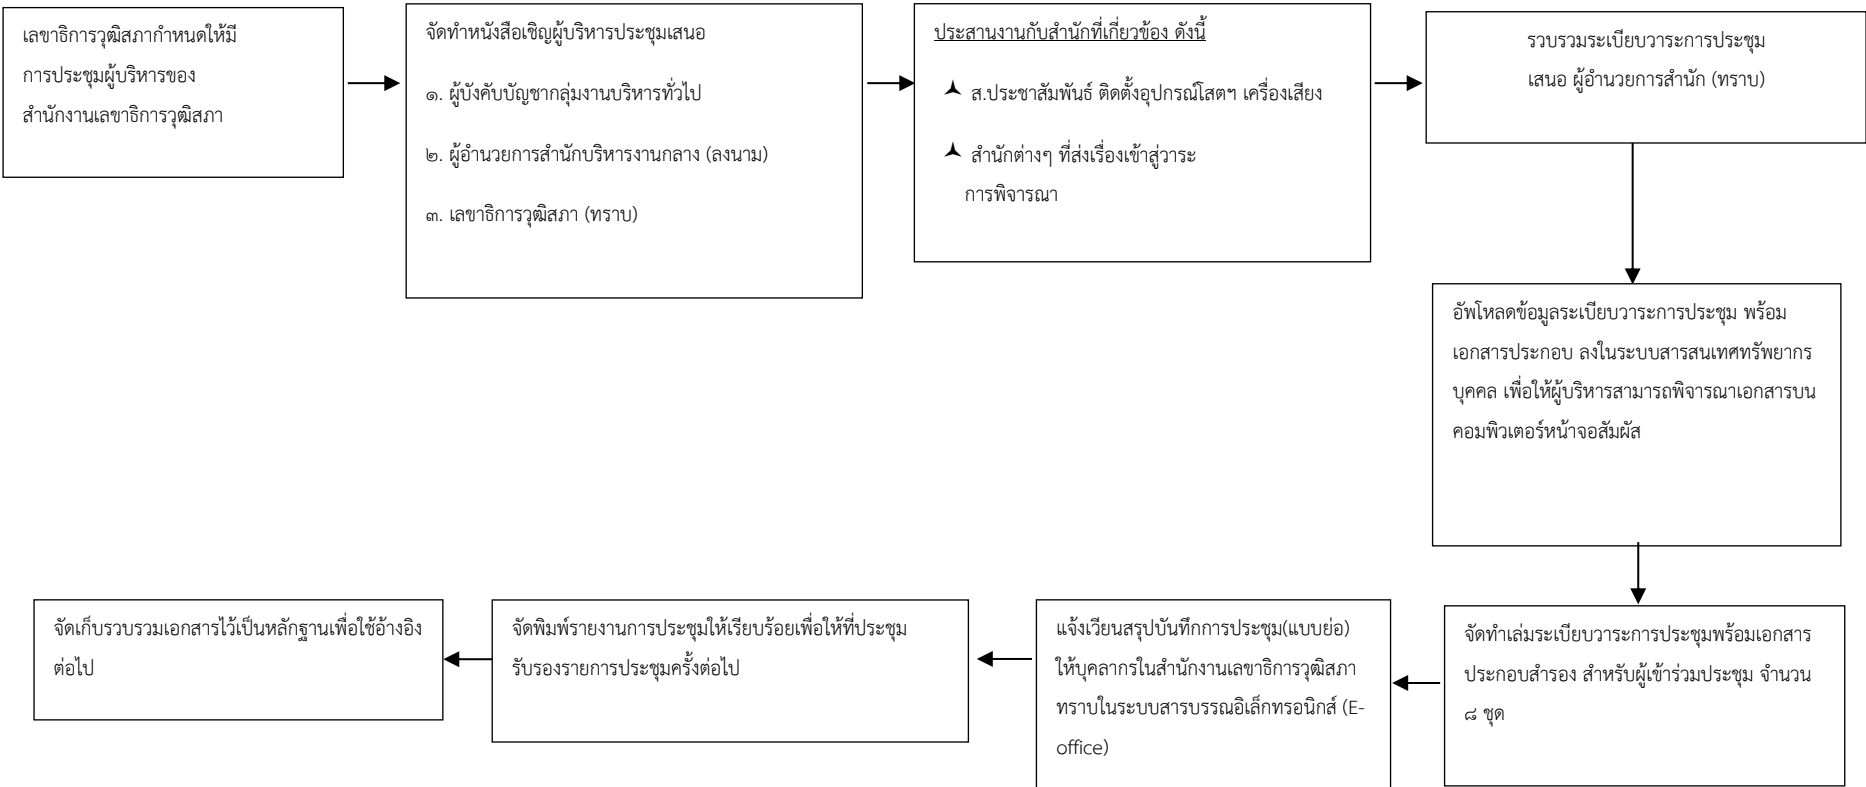 เลขาธิการวุฒิสภากำหนดให้มี
การประชุมผู้บริหารของ
สำนักงานเลขาธิการวุฒิสภา
จัดทำหนังสือเชิญผู้บริหารประชุมเสนอ
๑. ผู้บังคับบัญชากลุ่มงานบริหารทั่วไป
๒. ผู้อำนวยการสำนักบริหารงานกลาง (ลงนาม)
๓. เลขาธิการวุฒิสภา (ทราบ)
ประสานงานกับสำนักที่เกี่ยวข้อง ดังนี้
ส.ประชาสัมพันธ์ ติดตั้งอุปกรณ์โสตฯ เครื่องเสียง
สำนักต่างๆ ที่ส่งเรื่องเข้าสู่วาระ
การพิจารณา
รวบรวมระเบียบวาระการประชุม
เสนอ ผู้อำนวยการสำนัก (ทราบ)
อัพโหลดข้อมูลระเบียบวาระการประชุม พร้อม
เอกสารประกอบ ลงในระบบสารสนเทศทรัพยากร
บุคคล เพื่อให้ผู้บริหารสามารถพิจารณาเอกสารบน
คอมพิวเตอร์หน้าจอสัมผัส
จัดทำเล่มระเบียบวาระการประชุมพร้อมเอกสาร
ประกอบสำรอง สำหรับผู้เข้าร่วมประชุม จำนวน
๘ ชุด
แจ้งเวียนสรุปบันทึกการประชุม(แบบย่อ)
ให้บุคลากรในสำนักงานเลขาธิการวุฒิสภา
ทราบในระบบสารบรรณอิเล็กทรอนิกส์ (E-
office)
จัดพิมพ์รายงานการประชุมให้เรียบร้อยเพื่อให้ที่ประชุม
รับรองรายการประชุมครั้งต่อไป
จัดเก็บรวบรวมเอกสารไว้เป็นหลักฐานเพื่อใช้อ้างอิง
ต่อไป